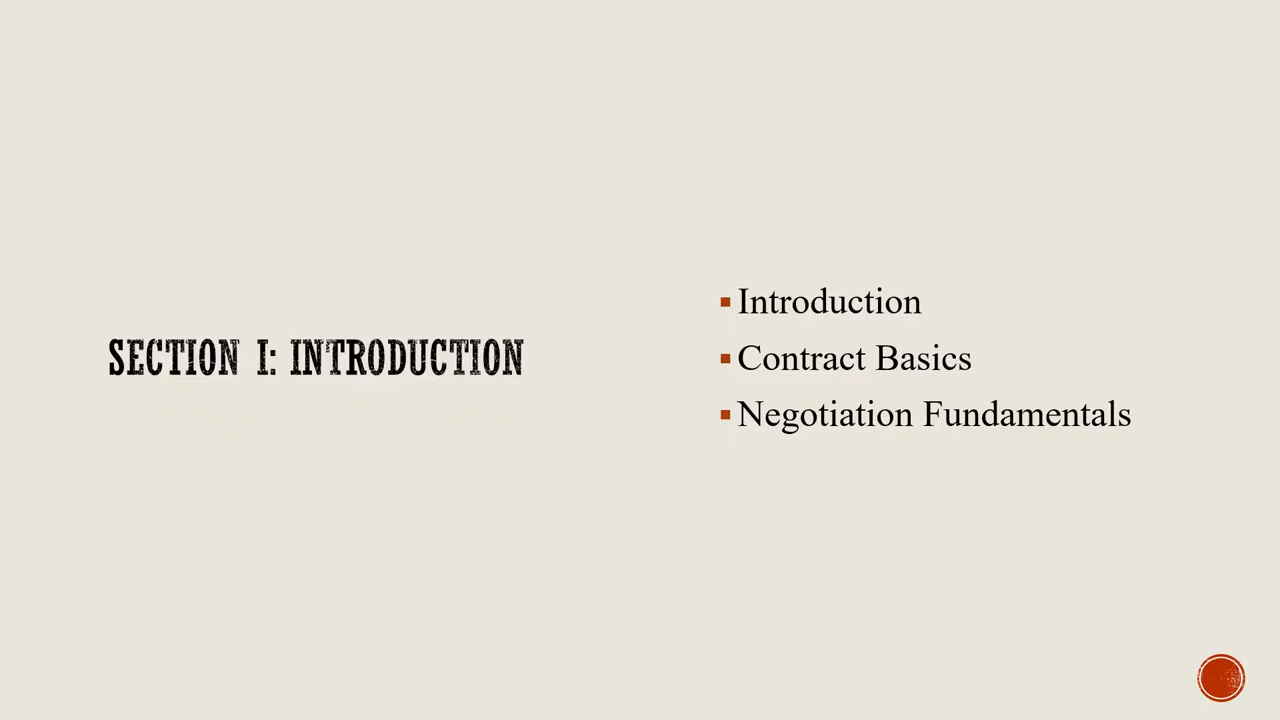 SECTION I: INTRODUCTION
Introduction
Contract Basics
Negotiation Fundamentals